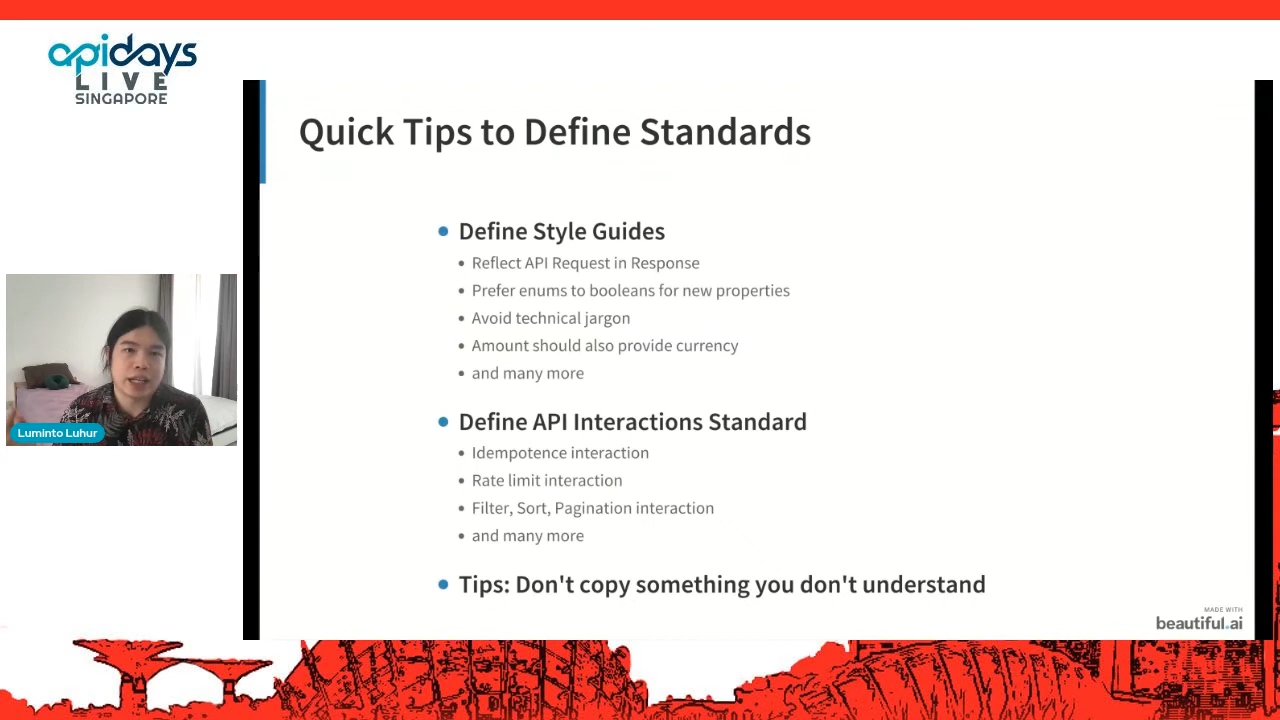 apidays
LIVE
SINGAPORE
Quick Tips to Define Standards
Define Style Guides
Reflect API Request in Response
Prefer enums to booleans for new properties
Avoid technical jargon
Amount should also provide currency
and many more
Luminto Luhur
Define API Interactions Standard
Idempotence interaction
Rate limit interaction
Filter, Sort, Pagination interaction
and many more
Tips: Don't copy something you don't understand
MADE WITH
beautiful.ai